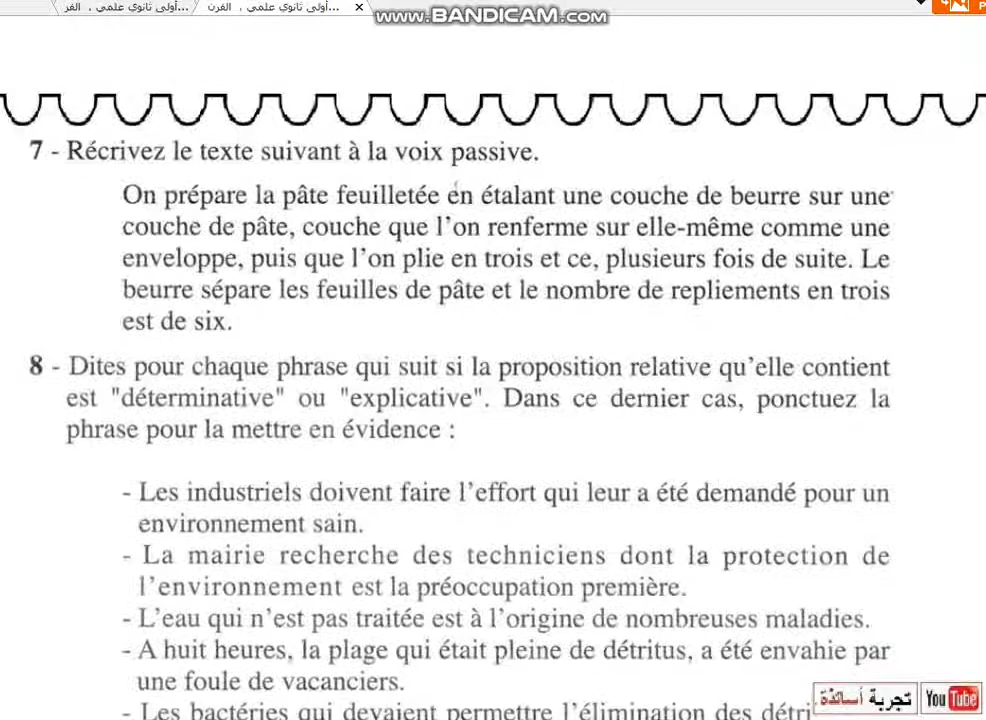 ...أولى ثانوي علمي ، الفر
...أولى ثانوي علمي ، الفرن
www.BANDICAM.com
7 - Récrivez le texte suivant à la voix passive.
On prépare la pâte feuilletée en étalant une couche de beurre sur une
couche de pâte, couche que l'on renferme sur elle-même comme une
enveloppe, puis que l'on plie en trois et ce, plusieurs fois de suite. Le
beurre sépare les feuilles de pâte et le nombre de repliements en trois
est de six.
8 - Dites pour chaque phrase qui suit si la proposition relative qu'elle contient
est "déterminative" ou "explicative". Dans ce dernier cas, ponctuez la
phrase pour la mettre en évidence :
- Les industriels doivent faire l'effort qui leur a été demandé pour un
environnement sain.
- La mairie recherche des techniciens dont la protection de
l'environnement est la préoccupation première.
- L'eau qui n'est pas traitée est à l'origine de nombreuses maladies.
- A huit heures, la plage qui était pleine de détritus, a été envahie par
une foule de vacanciers.
- Les bactéries qui devaient permettre l'élimination des détri
تجربة أساتذة
YouTube